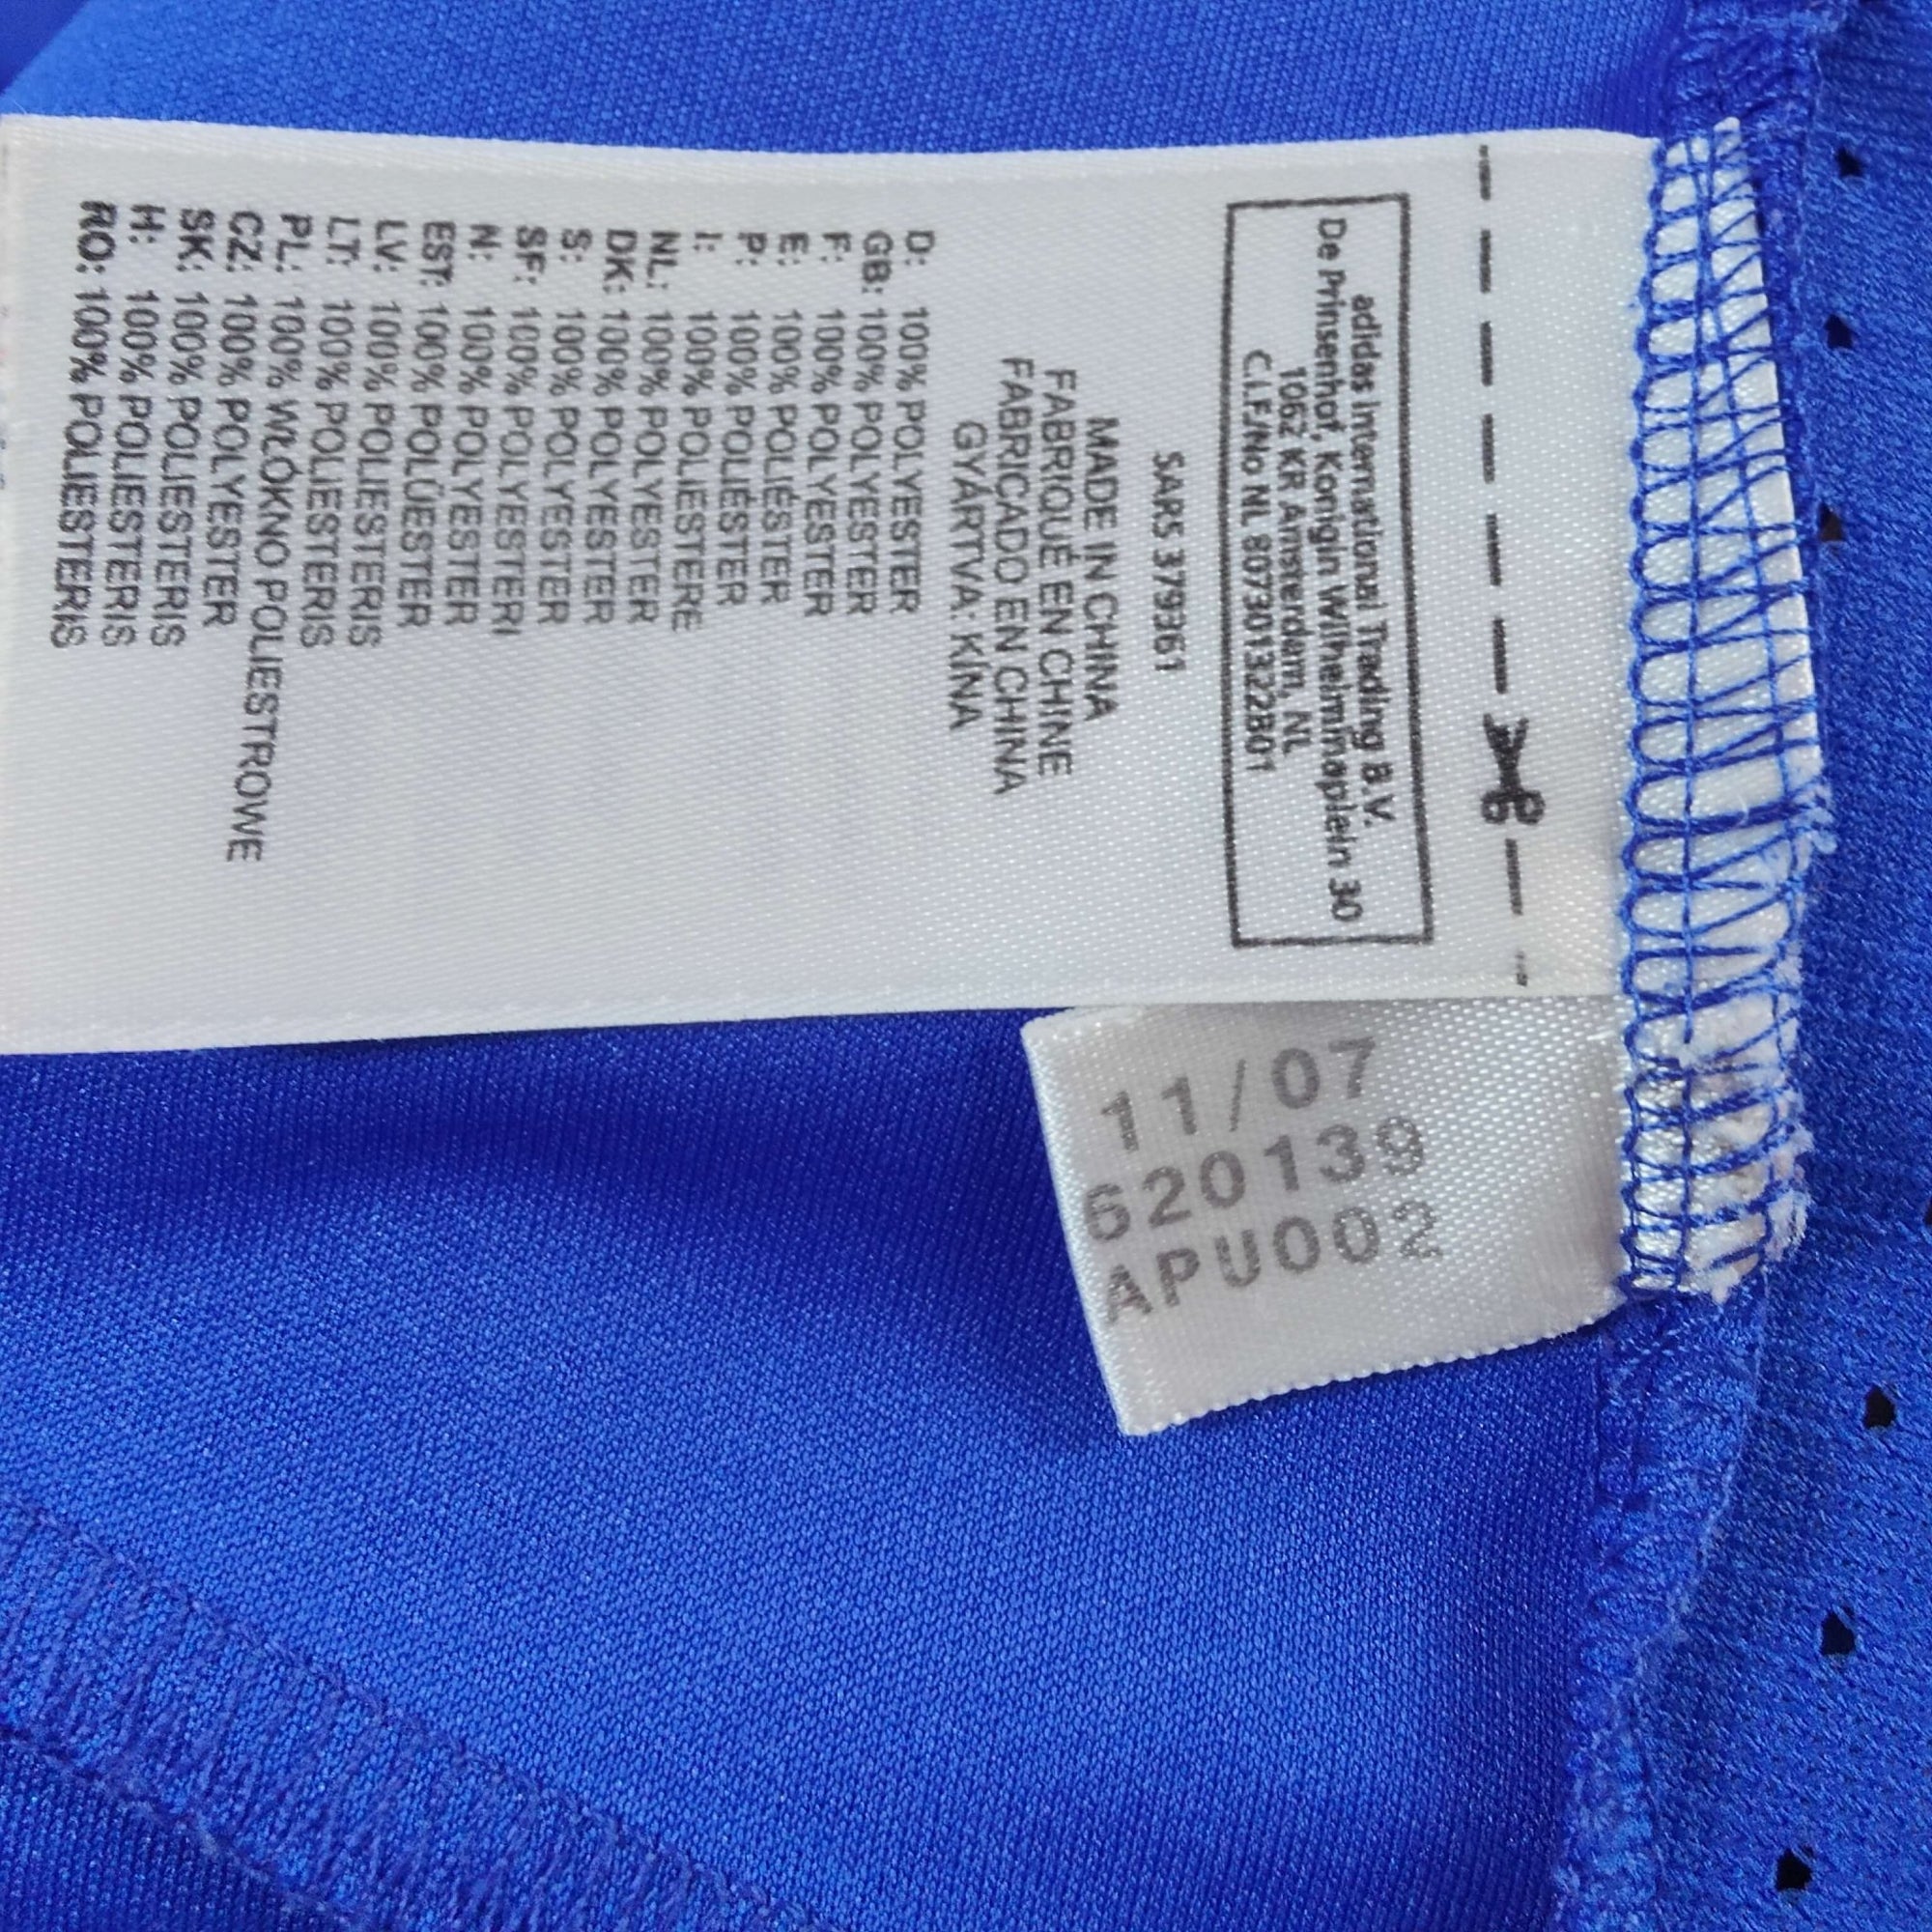 adidas International Trading B.V.
De Prinsenhof, Konigin Wilhelminaplein 30
1062 KR Amsterdam, NL
C.I.F./No NL 807301322B01
SARS 379361
MADE IN CHINA
FABRIQUÉ EN CHINE
FABRICADO EN CHINA
GYÁRTVA: KÍNA
D: 100% POLYESTER
GB: 100% POLYESTER
F: 100% POLYESTER
E: 100% POLIÉSTER
P: 100% POLIÉSTER
I: 100% POLIESTERE
NL: 100% POLYESTER
DK: 100% POLYESTER
S: 100% POLYESTER
SF: 100% POLYESTERI
N: 100% POLYESTER
EST: 100% POLÜESTER
LV: 100% POLIESTERIS
LT: 100% POLIESTERIS
PL: 100% WŁÓKNO POLIESTROWE
CZ: 100% POLYESTER
SK: 100% POLIESTERIS
H: 100% POLIESTERIS
RO: 100% POLIESTERIS
11/07
620139
APU002